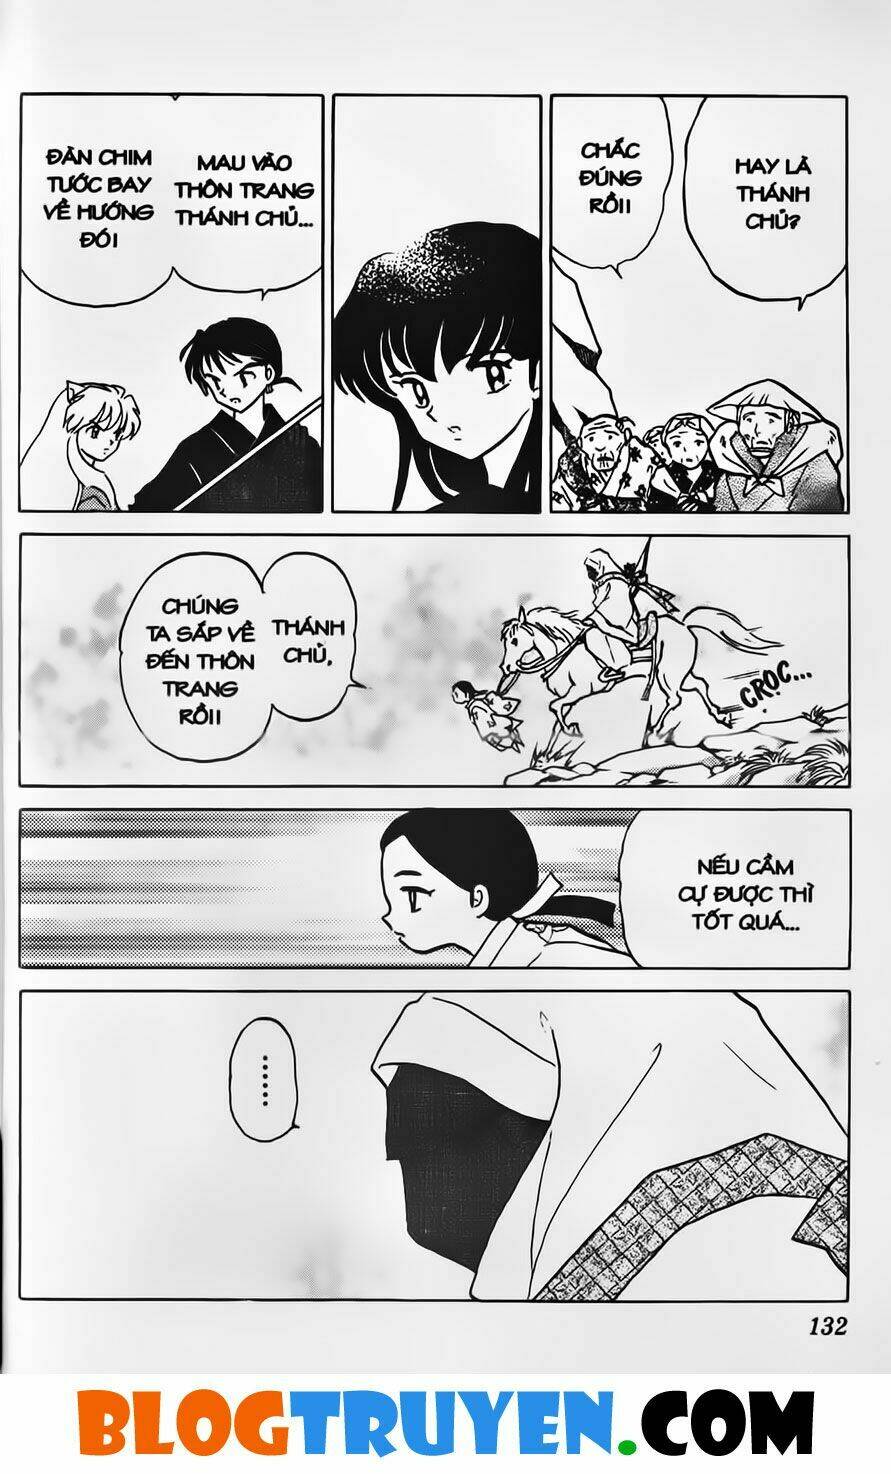 HAY LÀ
THÁNH
CHỦ?
CHẮC
ĐÚNG
RỒI!
MAU VÀO
THÔN TRANG
THÁNH CHỦ...
ĐÀN CHIM
TƯỚC BAY
VỀ HƯỚNG
ĐÓ!
CRỌC...
THÁNH
CHỦ,
CHÚNG
TA SẮP VỀ
ĐẾN THÔN
TRANG
RỒI!
NẾU CẦM
CỰ ĐƯỢC THÌ
TỐT QUÁ...
........
132
BLOGTRUYEN.COM